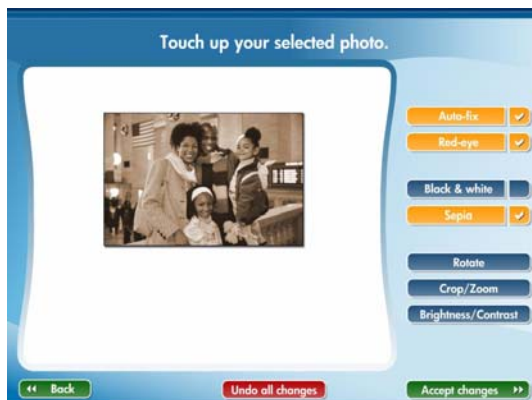 Touch up your selected photo.
Auto-fix
Red-eye
Black & white
Sepia
Rotate
Crop/Zoom
Brightness/Contrast
Back
Undo all changes
Accept changes